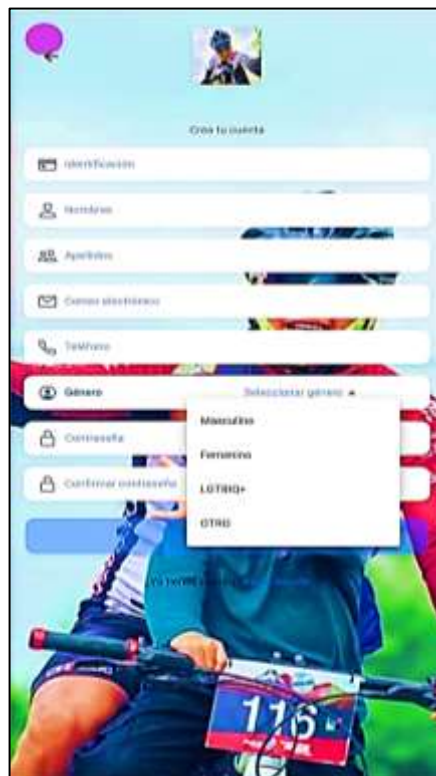 Crea tu cuenta
Identificación
Nombres
Apellidos
Correo electrónico
Teléfono
Género Seleccionar género
Masculino
Contraseña
Femenino
Confirmar contraseña
LGTBIQ+
OTRO
116